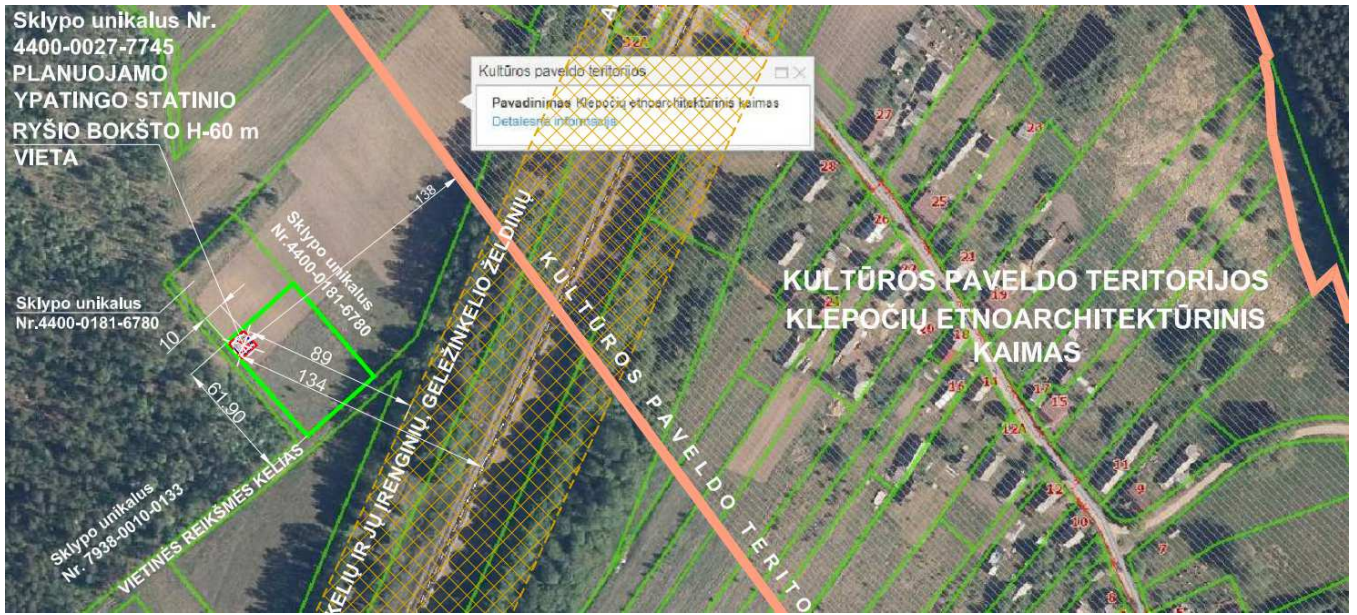 Sklypo unikalus Nr.
4400-0027-7745
PLANUOJAMO
YPATINGO STATINIO
RYŠIO BOKŠTO H-60 m
VIETA
Kultūros paveldo teritorijos
Pavadinimas Klepočių etnoarchitektūrinis kaimas
Detalesnė informacija
32A
138
Sklypo unikalus
Nr.4400-0181-6780
Sklypo unikalus
Nr.4400-0181-6780
10
89
134
61.90
Sklypo unikalus
Nr. 7938-0010-0133
VIETINĖS REIKŠMĖS KELIAS
KELIŲ IR JŲ ĮRENGINIŲ, GELEŽINKELIO ŽELDINIŲ
A
KULTŪROS PAVELDO TERITO
KULTŪROS PAVELDO TERITORIJOS
KLEPOČIŲ ETNOARCHITEKTŪRINIS
KAIMAS
27
23
28
25
26
21
19
18
16
17
15
12A
11
9
12
10
7
8